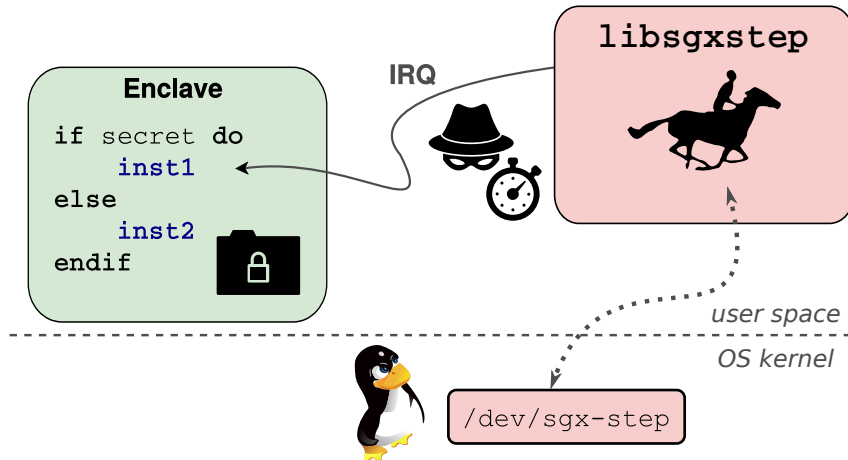 libsgxstep
IRQ
Enclave
if secret do
inst1
else
inst2
endif
user space
OS kernel
/dev/sgx-step